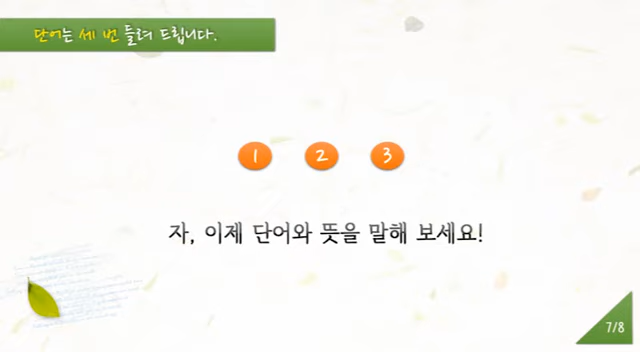 단어는 세 번 들려 드립니다.
1 2 3
자, 이제 단어와 뜻을 말해 보세요!
7/8